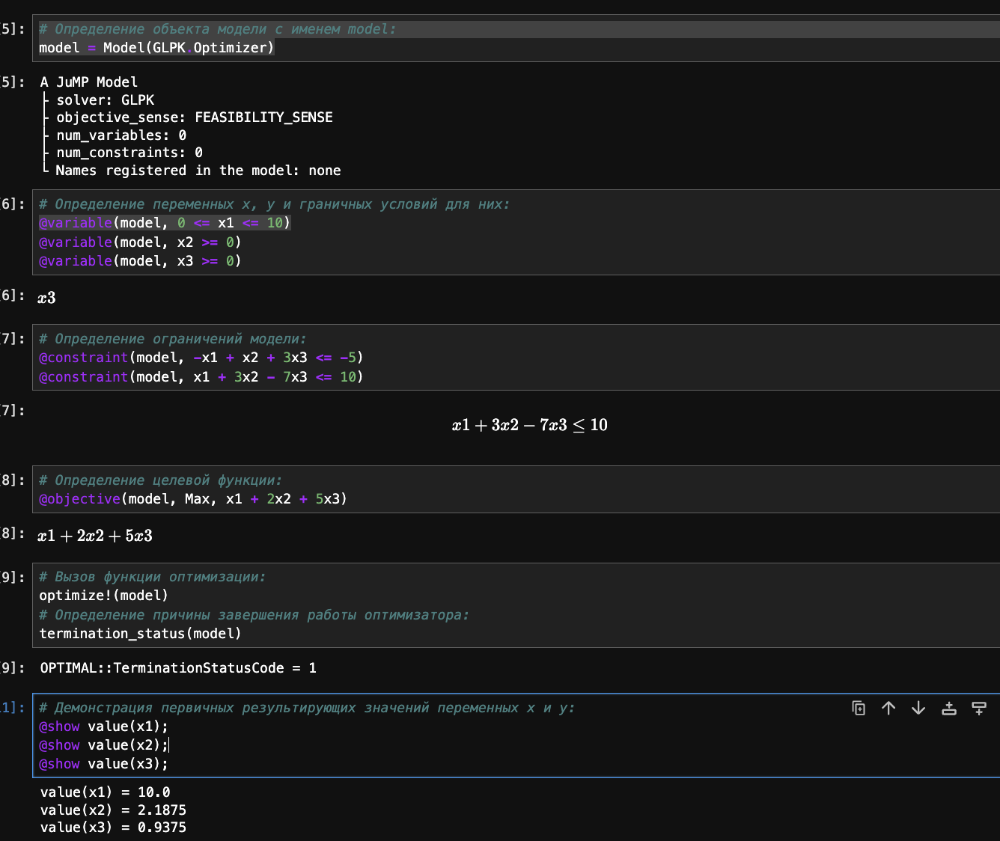 5]:
# Определение объекта модели с именем model:
model = Model(GLPK.Optimizer)
5]:
A JuMP Model
├ solver: GLPK
├ objective_sense: FEASIBILITY_SENSE
├ num_variables: 0
├ num_constraints: 0
└ Names registered in the model: none
6]:
# Определение переменных x, y и граничных условий для них:
@variable(model, 0 <= x1 <= 10)
@variable(model, x2 >= 0)
@variable(model, x3 >= 0)
6]:
x3
7]:
# Определение ограничений модели:
@constraint(model, -x1 + x2 + 3x3 <= -5)
@constraint(model, x1 + 3x2 - 7x3 <= 10)
7]:
x1 + 3x2 − 7x3 ≤ 10
8]:
# Определение целевой функции:
@objective(model, Max, x1 + 2x2 + 5x3)
8]:
x1 + 2x2 + 5x3
9]:
# Вызов функции оптимизации:
optimize!(model)
# Определение причины завершения работы оптимизатора:
termination_status(model)
9]:
OPTIMAL::TerminationStatusCode = 1
11]:
# Демонстрация первичных результирующих значений переменных x и y:
@show value(x1);
@show value(x2);
@show value(x3);
value(x1) = 10.0
value(x2) = 2.1875
value(x3) = 0.9375